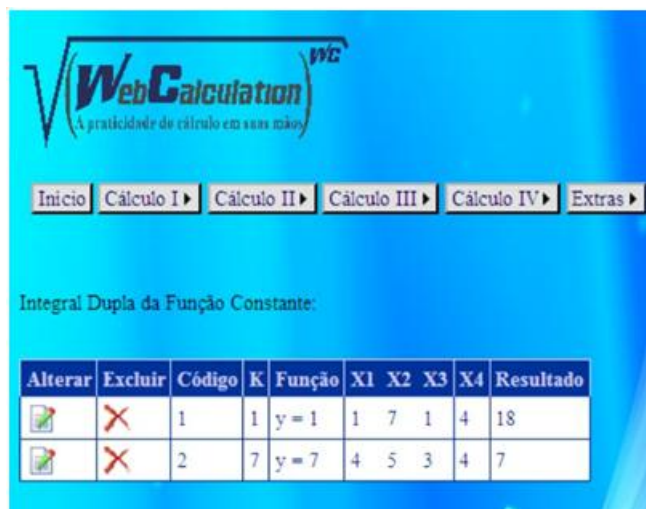 WC
WebCalculation
A praticidade do cálculo em suas mãos
Início Cálculo I Cálculo II Cálculo III Cálculo IV Extras
Integral Dupla da Função Constante:
Alterar Excluir Código K Função X1 X2 X3 X4 Resultado
1 1 y = 1 1 7 1 4 18
2 7 y = 7 4 5 3 4 7